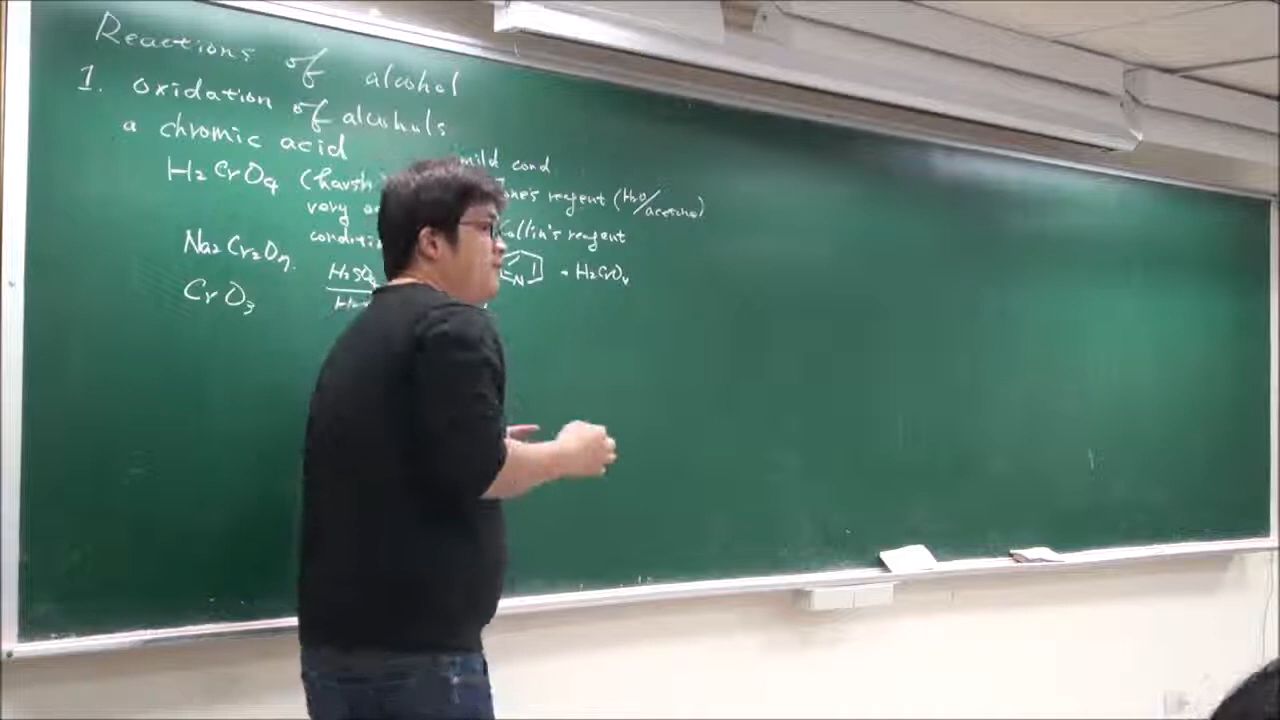 Reactions of alcohol
1. oxidation of alcohols
a chromic acid
H₂CrO₄ (harsh
very
mild cond
reagent (H₂O/acetone)
conditi
Collin's reagent
Na₂Cr₂O₇.
H₂SO₄
N + H₂CrO₄
CrO₃